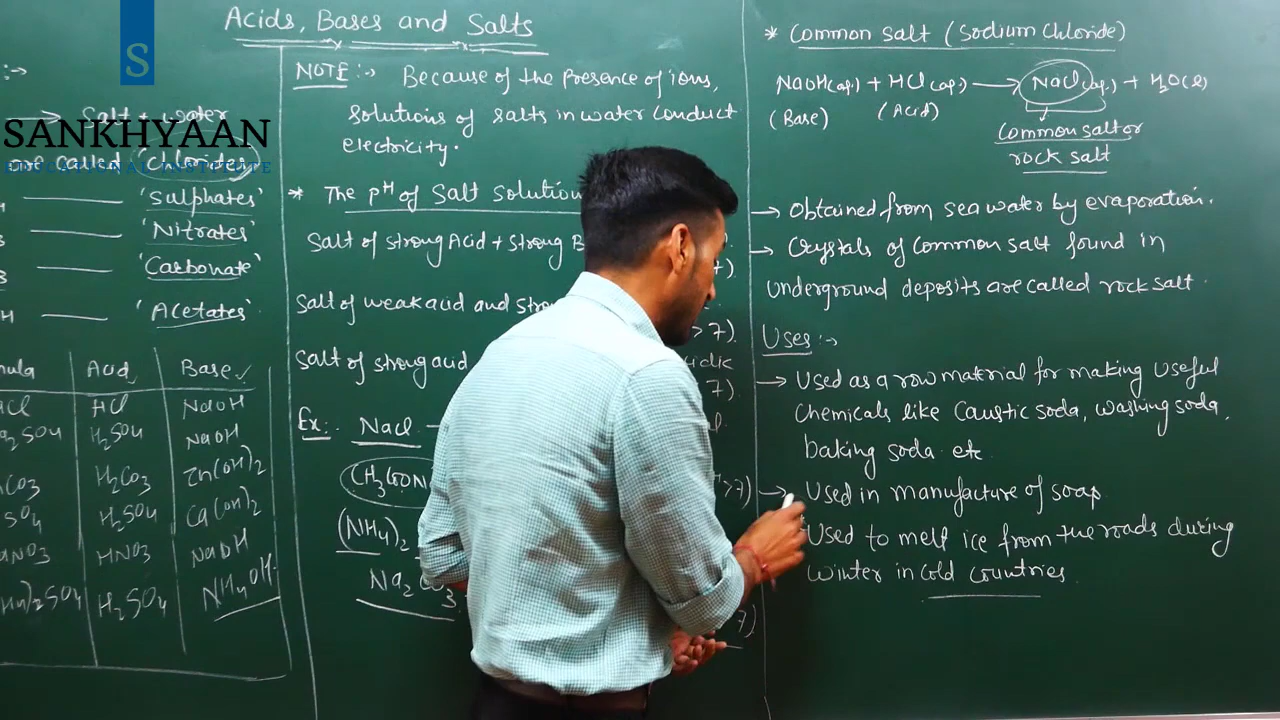 Acids, Bases and Salts
S
SANKHYAAN
EDUCATIONAL INSTITUTE
:→
→ Salt + water
are called 'Chlorides'
'Sulphates'
'Nitrates'
'Carbonate'
'Acetates'
Acid Base
HCl NaOH
H2SO4 NaOH
H2CO3 Zn(OH)2
H2SO4 Ca(OH)2
HNO3 NaOH
H2SO4 NH4OH
NOTE :→ Because of the presence of ions,
solutions of salts in water conduct
electricity.
* The pH of Salt solution
Salt of strong Acid + Strong
Salt of weak acid and
> 7).
Salt of strong acid
7).
Ex:. NaCl
(NH4)2
7)
* Common salt (Sodium Chloride)
NaOH(aq.) + HCl(aq.) → NaCl(aq.) + H2O(l)
(Base) (Acid)
Common salt or
rock salt
→ Obtained from sea water by evaporation.
→ Crystals of Common salt found in
underground deposits are called rock salt.
Uses :→
→ Used as a row material for making useful
Chemicals like Caustic soda, washing soda,
baking soda etc
→ Used in manufacture of soap
Used to melt ice from the roads during
Winter in Cold Countries.